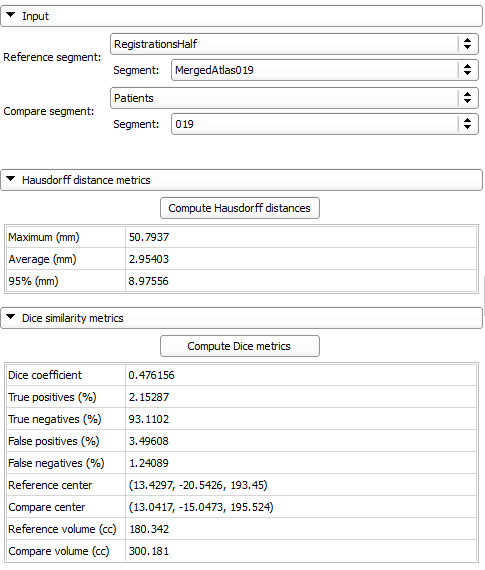 Input
Reference segment:
RegistrationsHalf
Segment: MergedAtlas019
Compare segment:
Patients
Segment: 019
Hausdorff distance metrics
Compute Hausdorff distances
Maximum (mm) 50.7937
Average (mm) 2.95403
95% (mm) 8.97556
Dice similarity metrics
Compute Dice metrics
Dice coefficient 0.476156
True positives (%) 2.15287
True negatives (%) 93.1102
False positives (%) 3.49608
False negatives (%) 1.24089
Reference center (13.4297, -20.5426, 193.45)
Compare center (13.0417, -15.0473, 195.524)
Reference volume (cc) 180.342
Compare volume (cc) 300.181